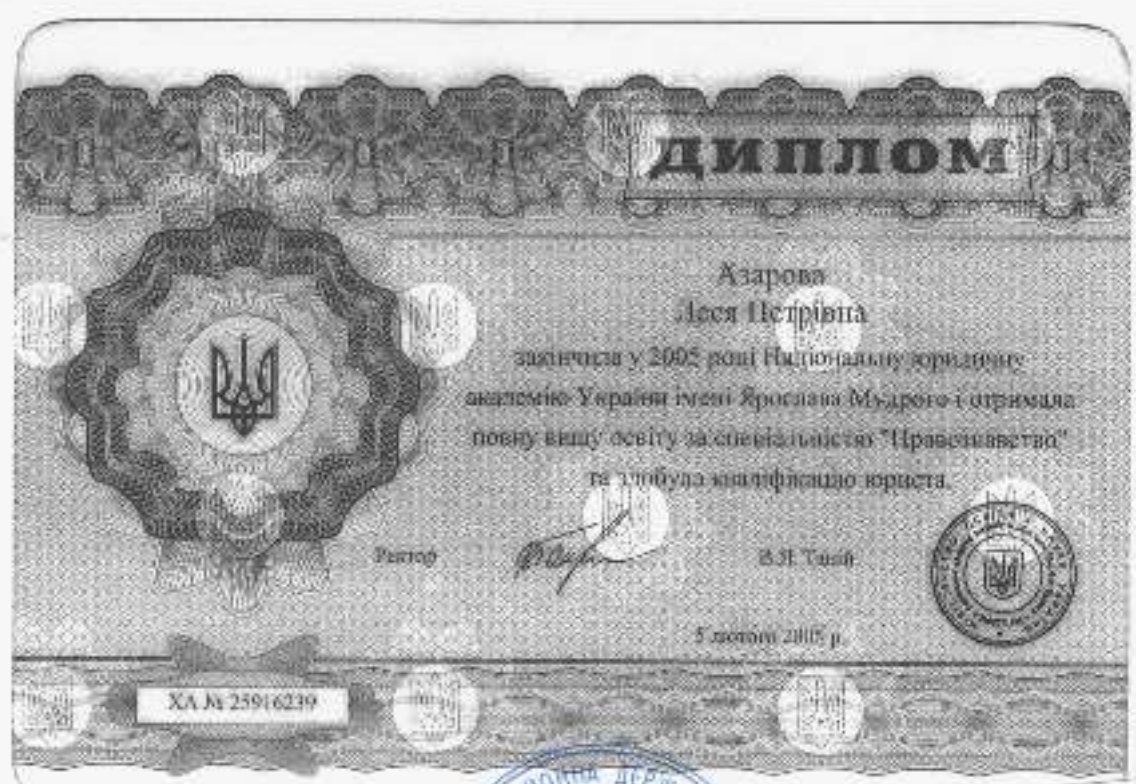 ДИПЛОМ
Азарова
Леся Петрівна
закінчила у 2005 році Національну юридичну
академію України імені Ярослава Мудрого і отримала
повну вищу освіту за спеціальністю "Правознавство"
та здобула кваліфікацію юриста.
Ректор В.Я. Тацій
5 лютого 2005 р.
ХА № 25916239